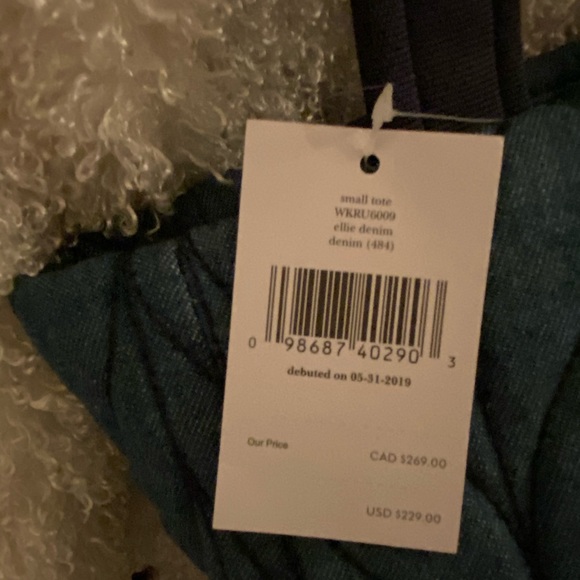 small tote
WKRU6009
ellie denim
denim (484)
0 98687 40290 3
debuted on 05-31-2019
Our Price
CAD $269.00
USD $229.00